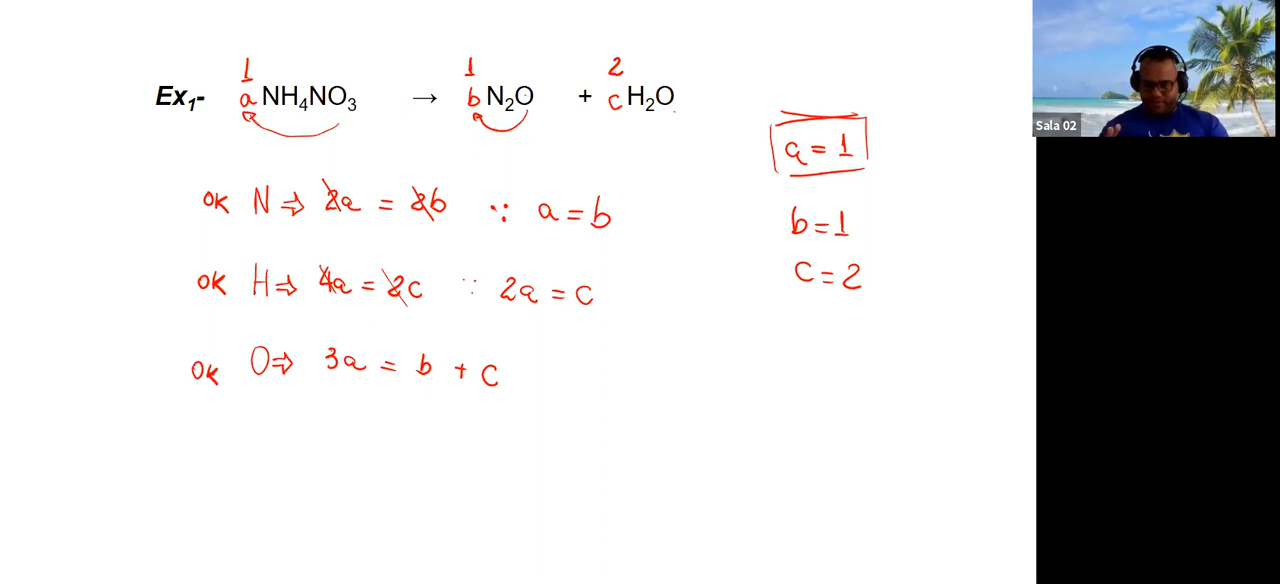 1 1 2
Ex1- a NH4NO3 → b N2O + c H2O
a = 1
OK N ⇒ 2a = 2b ∵ a = b
b = 1
OK H ⇒ 4a = 2c ∵ 2a = c
c = 2
OK O ⇒ 3a = b + c
Sala 02